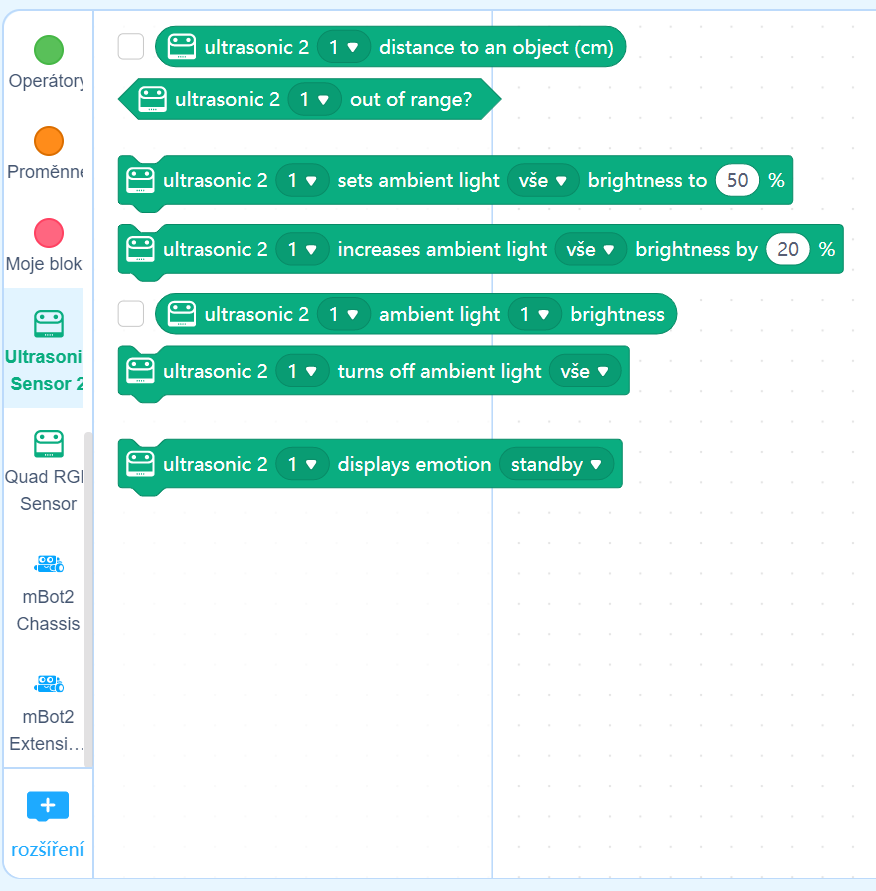 Operátory
Proměnné
Moje blok
Ultrasoni
Sensor 2
Quad RGI
Sensor
mBot2
Chassis
mBot2
Extensi…
rozšíření
ultrasonic 2 1 distance to an object (cm)
ultrasonic 2 1 out of range?
ultrasonic 2 1 sets ambient light vše brightness to 50 %
ultrasonic 2 1 increases ambient light vše brightness by 20 %
ultrasonic 2 1 ambient light 1 brightness
ultrasonic 2 1 turns off ambient light vše
ultrasonic 2 1 displays emotion standby